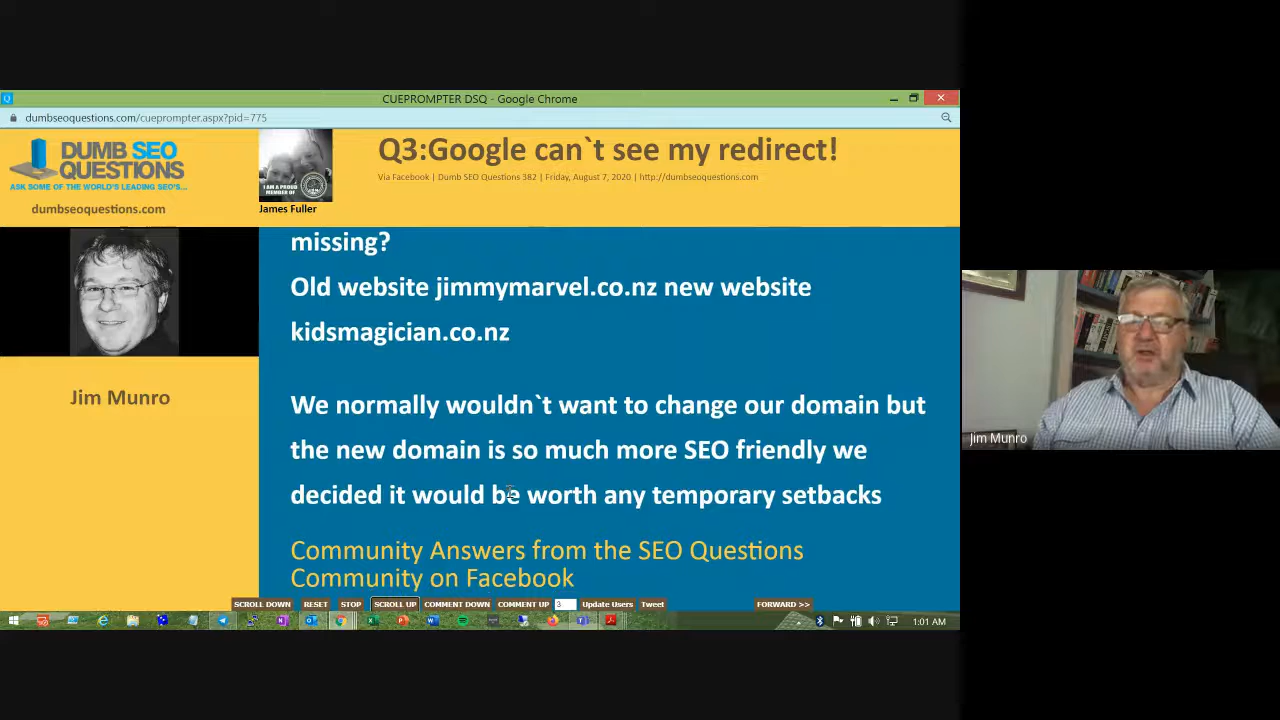 CUEPROMPTER DSQ - Google Chrome
dumbseoquestions.com/cueprompter.aspx?pid=775
DUMB SEO
QUESTIONS
ASK SOME OF THE WORLD'S LEADING SEO'S...
dumbseoquestions.com
I AM A PROUD
MEMBER OF
James Fuller
Q3:Google can`t see my redirect!
Via Facebook | Dumb SEO Questions 382 | Friday, August 7, 2020 | http://dumbseoquestions.com
Jim Munro
missing?
Old website jimmymarvel.co.nz new website
kidsmagician.co.nz
We normally wouldn`t want to change our domain but
the new domain is so much more SEO friendly we
decided it would be worth any temporary setbacks
Community Answers from the SEO Questions
Community on Facebook
SCROLL DOWN RESET STOP SCROLL UP COMMENT DOWN COMMENT UP 3 Update Users Tweet FORWARD >>
1:01 AM
Jim Munro